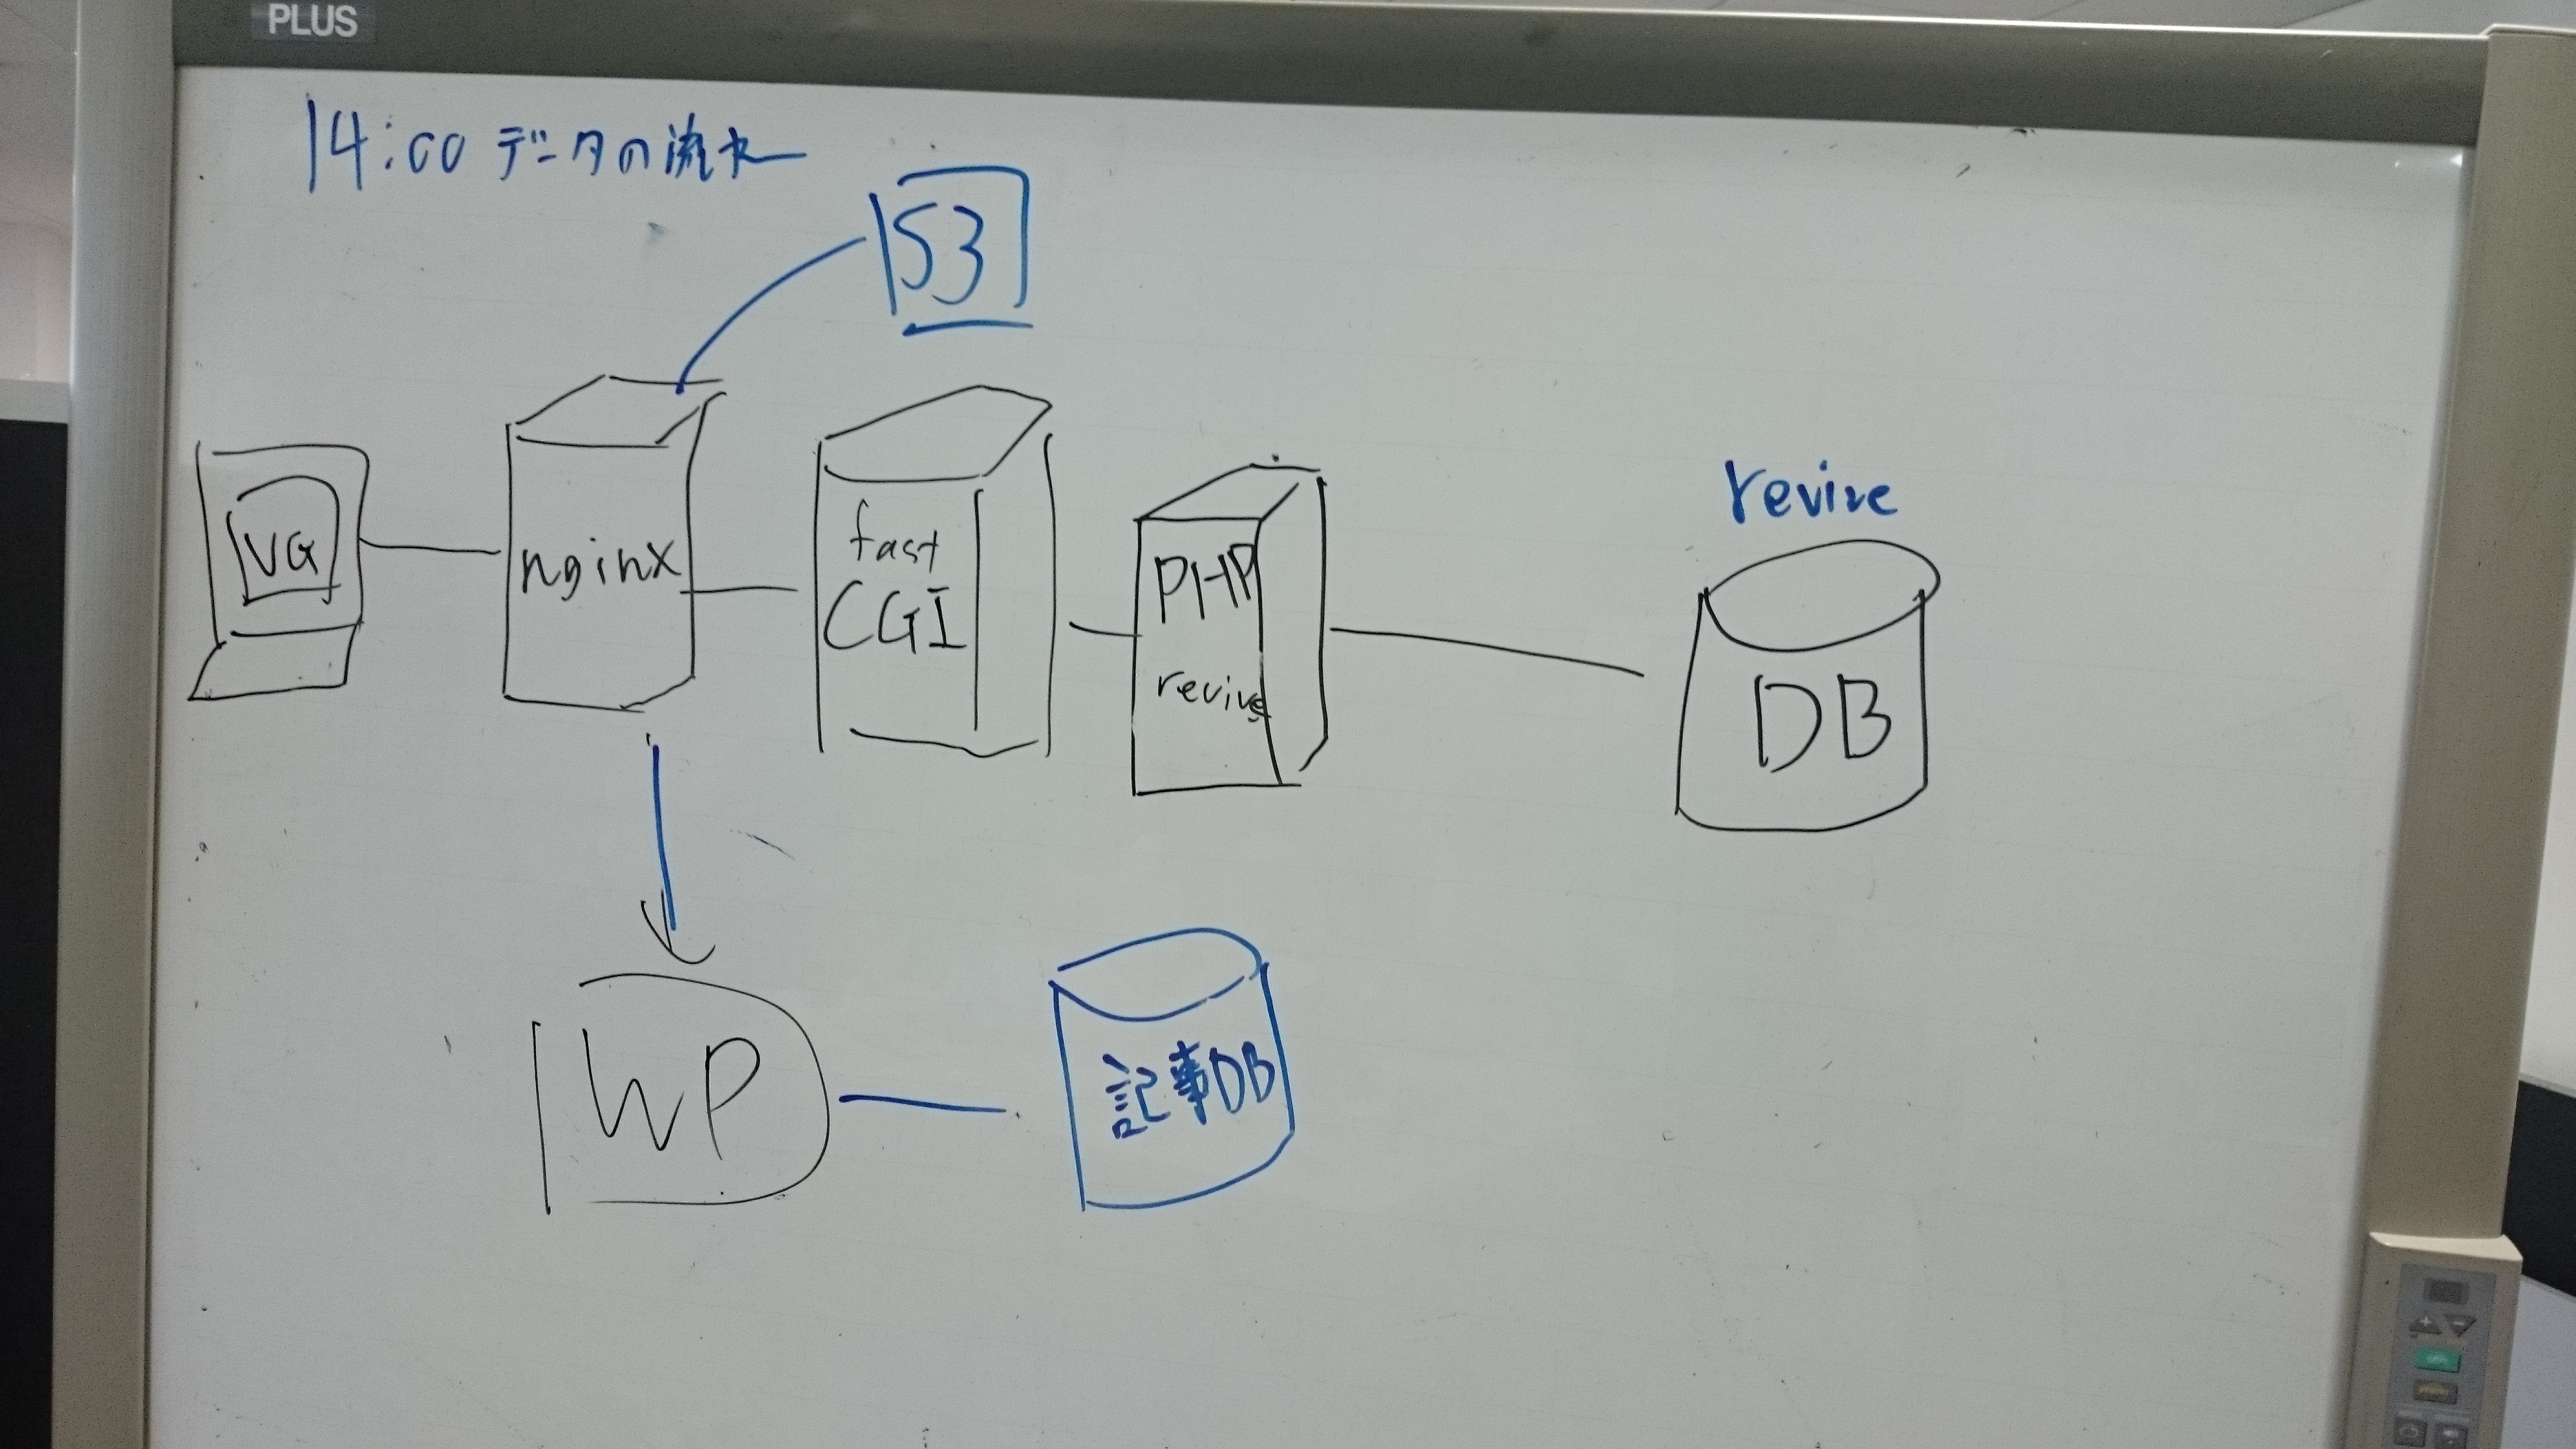 PLUS
14:00 データの流れ
S3
VG
nginx
fast
CGI
PHP
revive
revive
DB
WP
記事DB